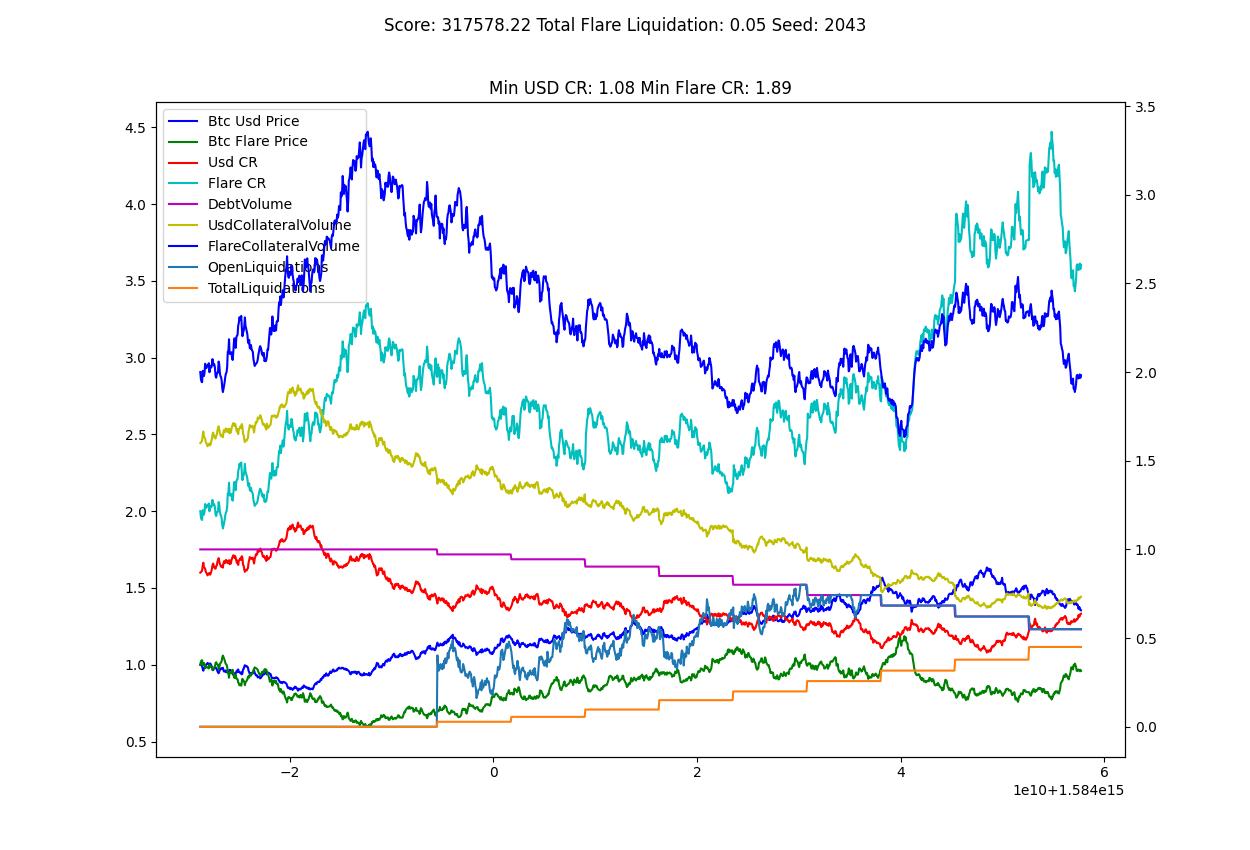 Score: 317578.22 Total Flare Liquidation: 0.05 Seed: 2043
Min USD CR: 1.08 Min Flare CR: 1.89
Btc Usd Price
Btc Flare Price
Usd CR
Flare CR
DebtVolume
UsdCollateralVolume
FlareCollateralVolume
OpenLiquidations
TotalLiquidations
4.5
4.0
3.5
3.0
2.5
2.0
1.5
1.0
0.5
3.5
3.0
2.5
2.0
1.5
1.0
0.5
0.0
−2 0 2 4 6
1e10+1.584e15